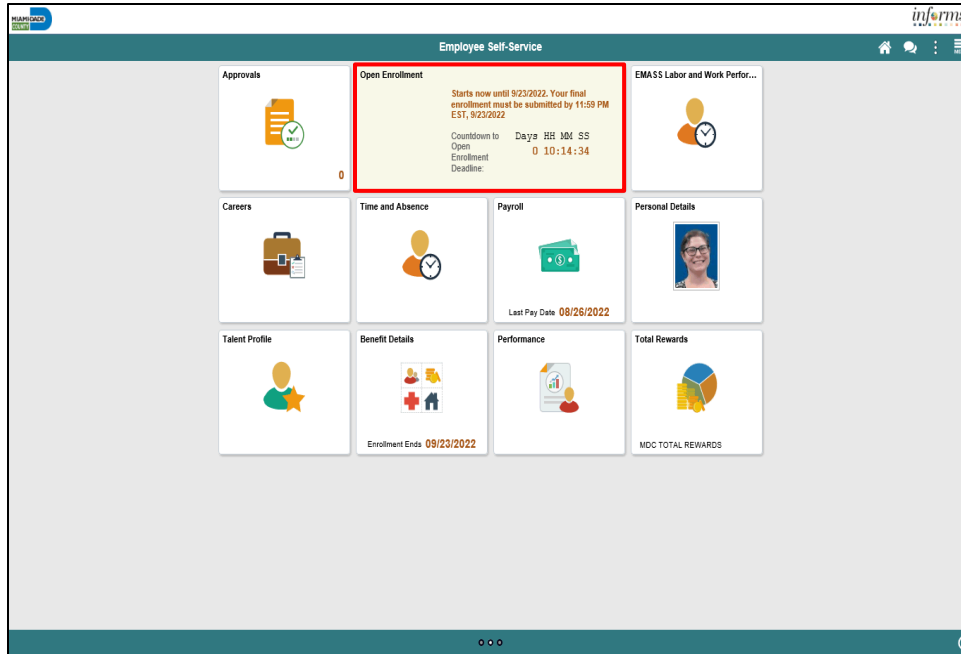 MIAMI-DADE
COUNTY
informs
Employee Self-Service
Approvals
0
Open Enrollment
Starts now until 9/23/2022. Your final
enrollment must be submitted by 11:59 PM
EST, 9/23/2022
Countdown to Days HH MM SS
Open 0 10:14:34
Enrollment
Deadline:
EMASS Labor and Work Perfor...
Careers
Time and Absence
Payroll
Last Pay Date 08/26/2022
Personal Details
Talent Profile
Benefit Details
Enrollment Ends 09/23/2022
Performance
Total Rewards
MDC TOTAL REWARDS